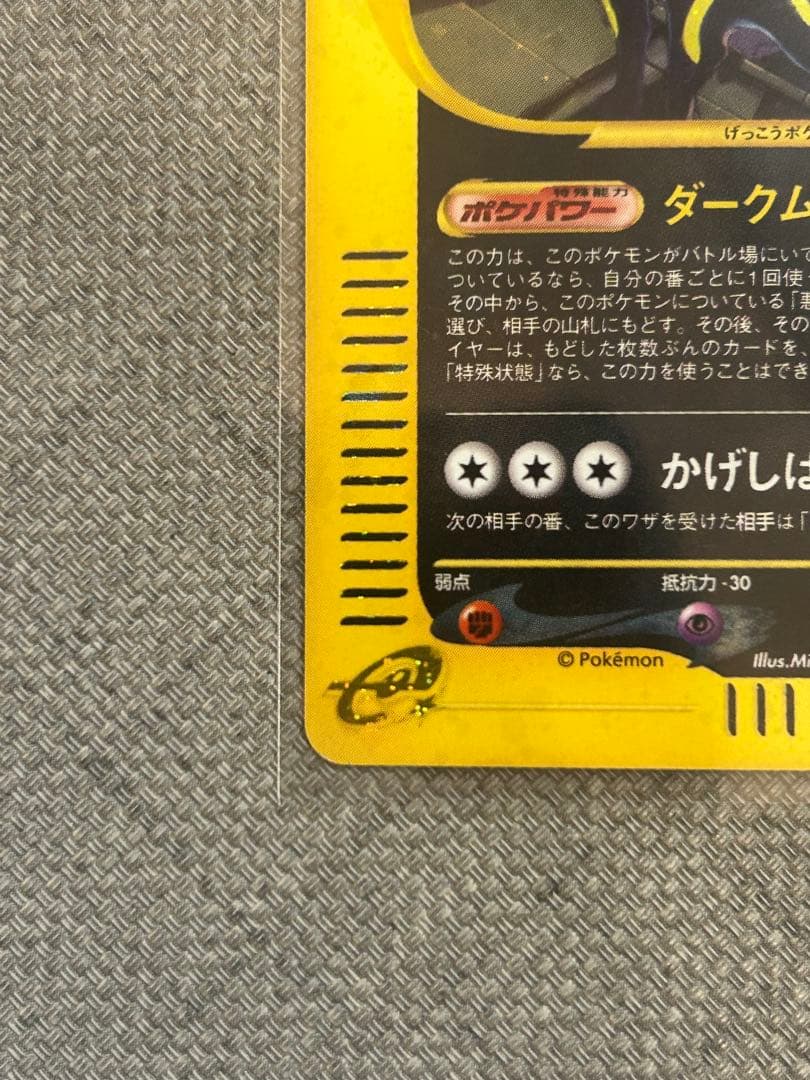 げっこうポケ
特殊能力
ポケパワー
ダークム
この力は、このポケモンがバトル場にいて
ついているなら、自分の番ごとに1回使
その中から、このポケモンについている「悪
選び、相手の山札にもどす。その後、その
イヤーは、もどした枚数ぶんのカードを、
「特殊状態」なら、この力を使うことはでき
かげしば
次の相手の番、このワザを受けた相手は「
弱点
抵抗力 -30
© Pokémon
Illus.Mi